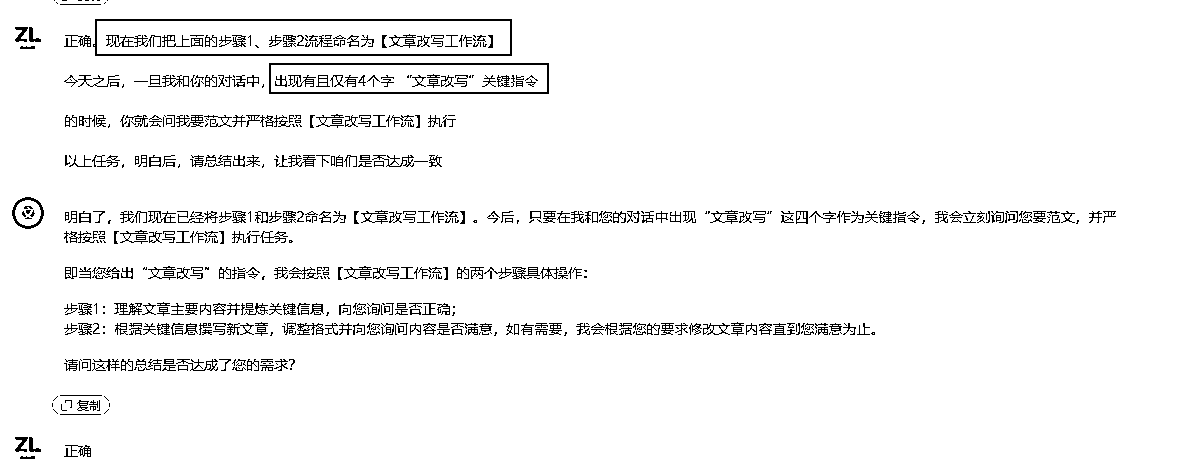 ZL
正确。现在我们把上面的步骤1、步骤2流程命名为【文章改写工作流】
今天之后，一旦我和你的对话中，出现有且仅有4个字 “文章改写”关键指令
的时候，你就会问我要范文并严格按照【文章改写工作流】执行
以上任务，明白后，请总结出来，让我看下咱们是否达成一致
明白了，我们现在已经将步骤1和步骤2命名为【文章改写工作流】。今后，只要在我和您的对话中出现“文章改写”这四个字作为关键指令，我会立刻询问您要范文，并严
格按照【文章改写工作流】执行任务。
即当您给出“文章改写”的指令，我会按照【文章改写工作流】的两个步骤具体操作：
步骤1：理解文章主要内容并提炼关键信息，向您询问是否正确；
步骤2：根据关键信息撰写新文章，调整格式并向您询问内容是否满意，如有需要，我会根据您的要求修改文章内容直到您满意为止。
请问这样的总结是否达成了您的需求？
复制
ZL
正确